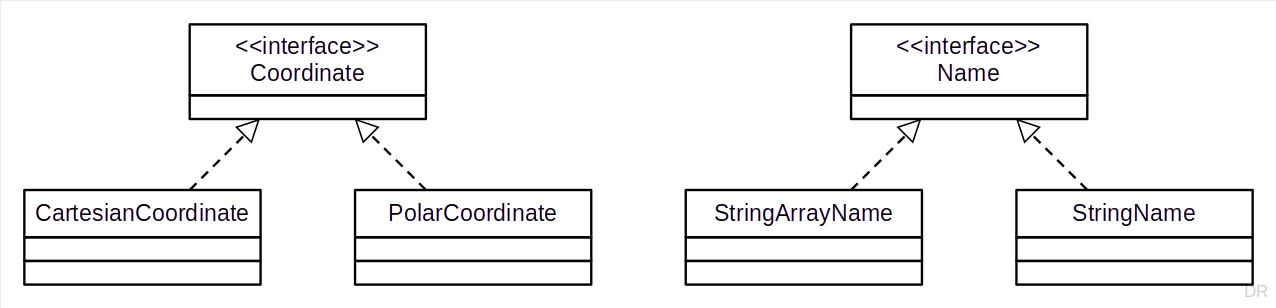 <<interface>>
Coordinate
<<interface>>
Name
CartesianCoordinate
PolarCoordinate
StringArrayName
StringName
DR